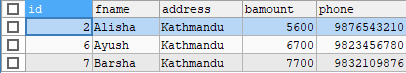 id fname address bamount phone
2 Alisha Kathmandu 5600 9876543210
6 Ayush Kathmandu 6700 9823456780
7 Barsha Kathmandu 7700 9832109876